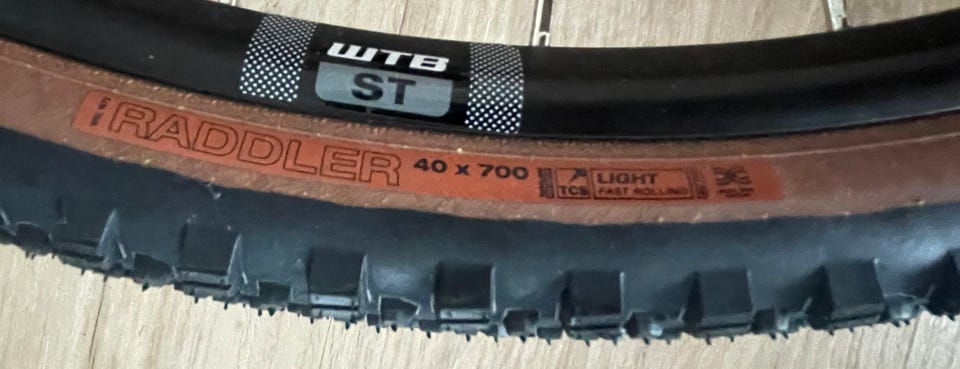 WTB
ST
RADDLER 40 x 700 TCS LIGHT
FAST ROLLING